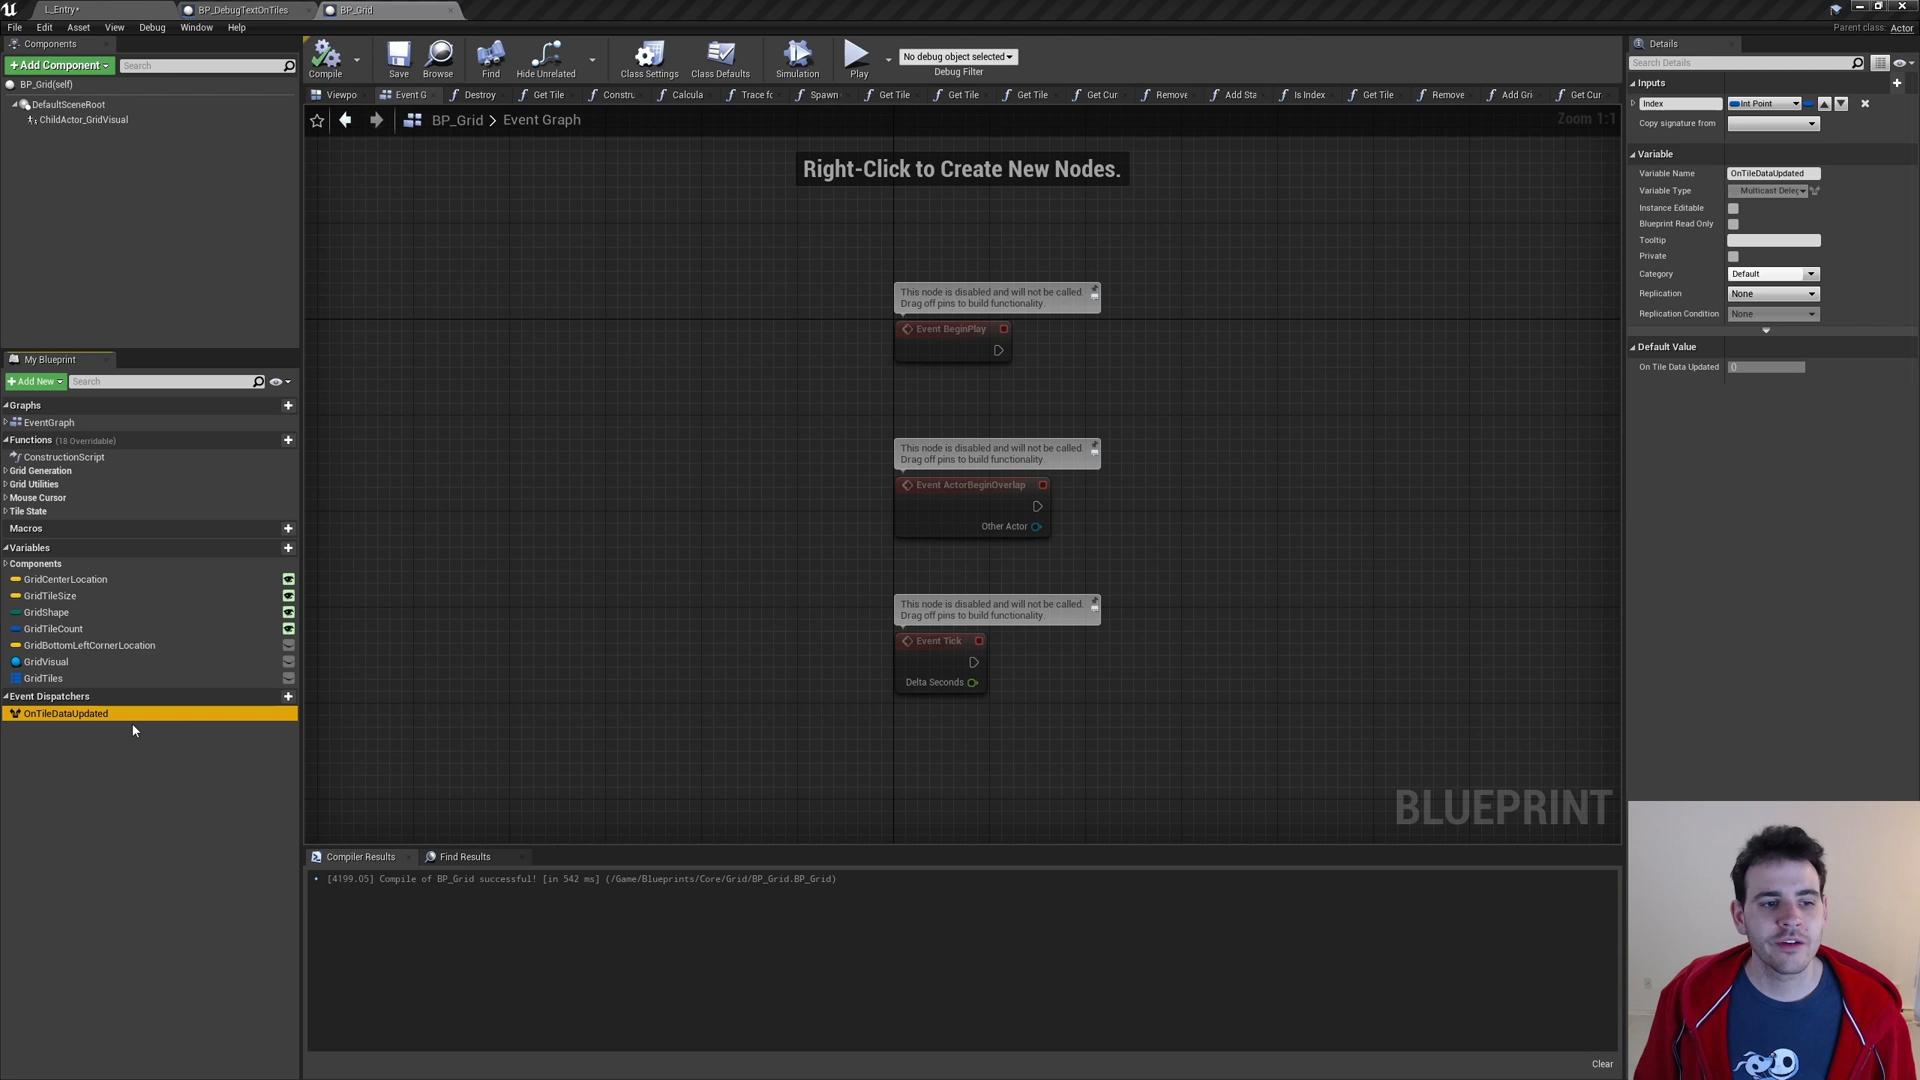 L_Entry*
BP_DebugTextOnTiles
BP_Grid
File Edit Asset View Debug Window Help
Parent class: Actor
Components
+Add Component Search
BP_Grid(self)
DefaultSceneRoot
ChildActor_GridVisual
Compile Save Browse Find Hide Unrelated Class Settings Class Defaults Simulation Play
No debug object selected
Debug Filter
Viewpo Event G Destroy Get Tile Constru Calcula Trace fo Spawn Get Tile Get Tile Get Tile Get Cur Remove Add Sta Is Index Get Tile Remove Add Gri Get Cur
BP_Grid > Event Graph
Zoom 1:1
Right-Click to Create New Nodes.
This node is disabled and will not be called.
Drag off pins to build functionality.
Event BeginPlay
This node is disabled and will not be called.
Drag off pins to build functionality.
Event ActorBeginOverlap
Other Actor
This node is disabled and will not be called.
Drag off pins to build functionality.
Event Tick
Delta Seconds
BLUEPRINT
My Blueprint
+Add New Search
Graphs
EventGraph
Functions (18 Overridable)
ConstructionScript
Grid Generation
Grid Utilities
Mouse Cursor
Tile State
Macros
Variables
Components
GridCenterLocation
GridTileSize
GridShape
GridTileCount
GridBottomLeftCornerLocation
GridVisual
GridTiles
Event Dispatchers
OnTileDataUpdated
Compiler Results Find Results
[4199.05] Compile of BP_Grid successful! [in 542 ms] (/Game/Blueprints/Core/Grid/BP_Grid.BP_Grid)
Clear
Details
Search Details
Inputs
Index Int Point
Copy signature from
Variable
Variable Name OnTileDataUpdated
Variable Type Multicast Deleg
Instance Editable
Blueprint Read Only
Tooltip
Private
Category Default
Replication None
Replication Condition None
Default Value
On Tile Data Updated ()